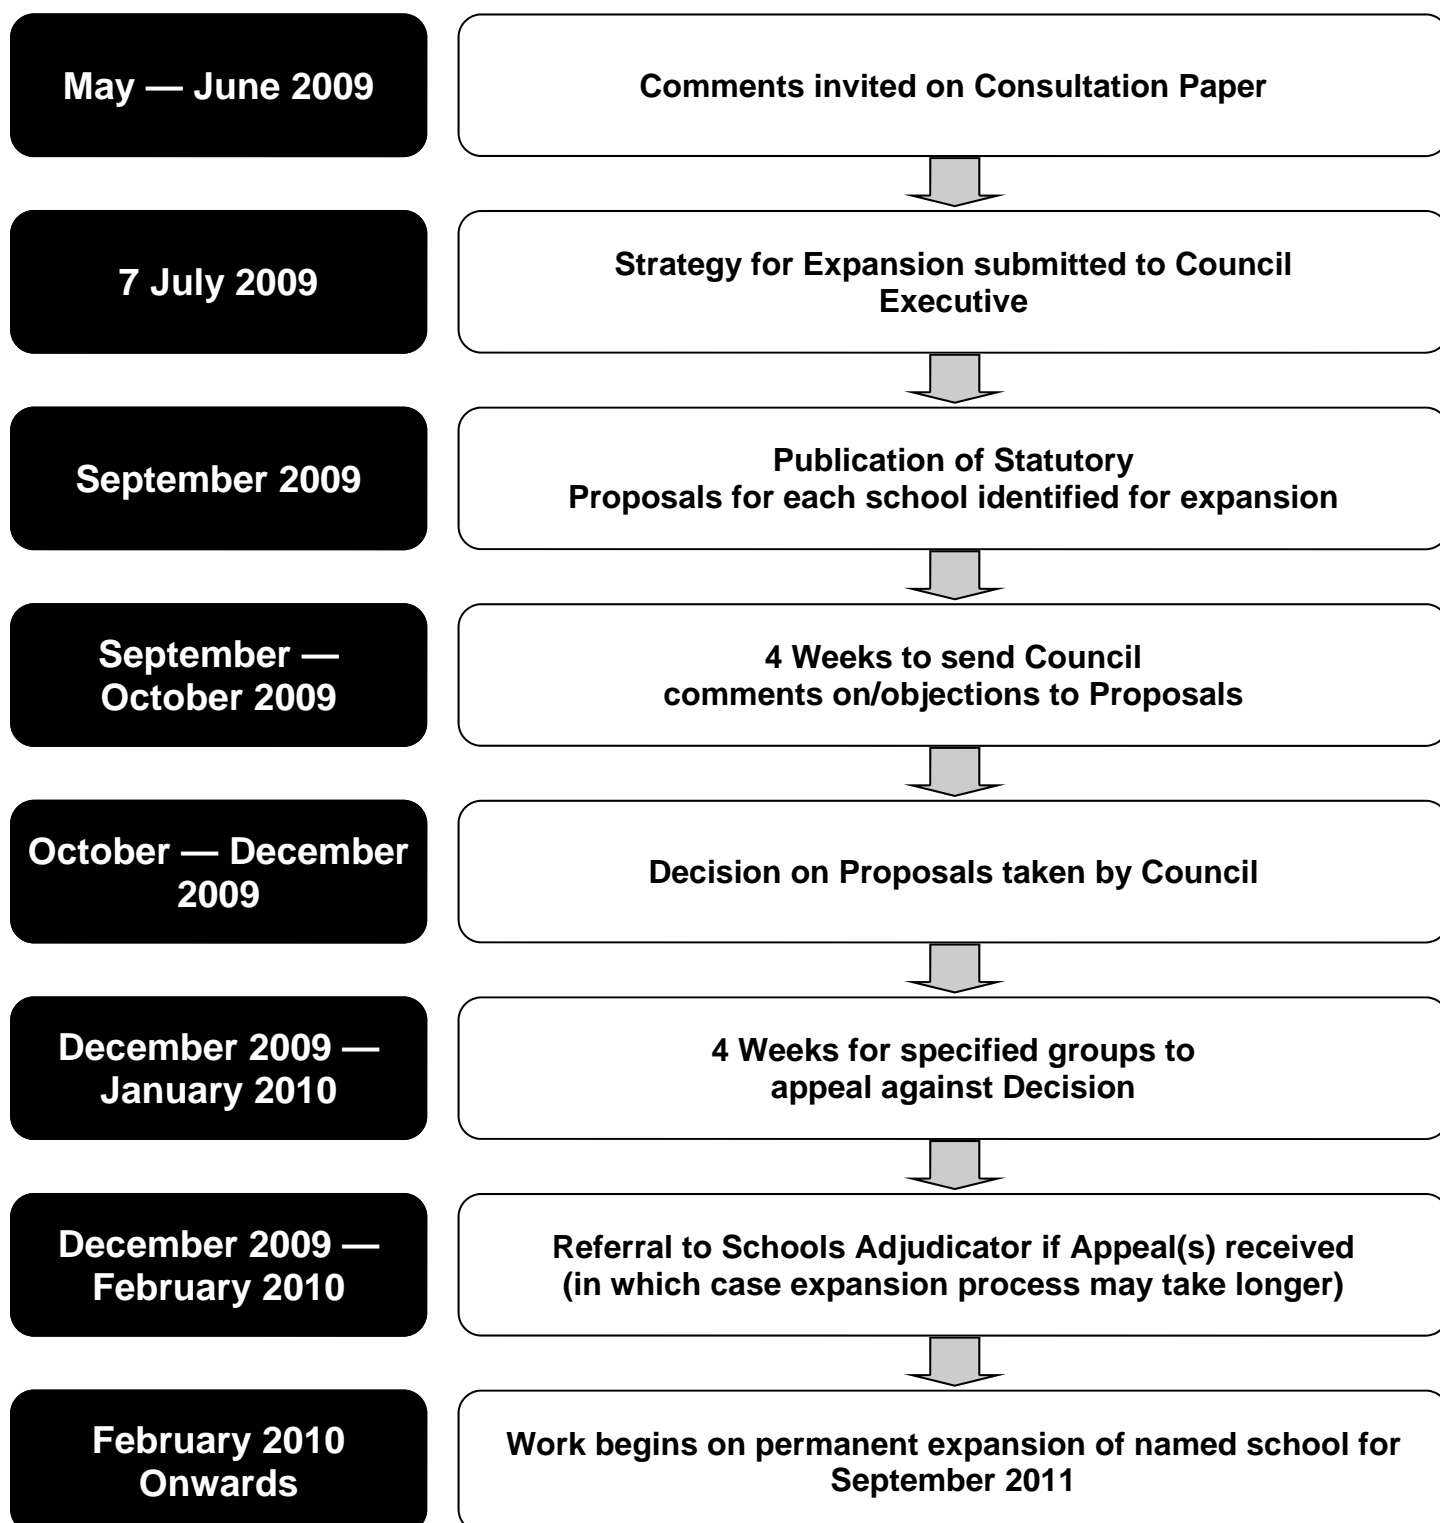 May — June 2009
Comments invited on Consultation Paper
7 July 2009
Strategy for Expansion submitted to Council
Executive
September 2009
Publication of Statutory
Proposals for each school identified for expansion
September —
October 2009
4 Weeks to send Council
comments on/objections to Proposals
October — December
2009
Decision on Proposals taken by Council
December 2009 —
January 2010
4 Weeks for specified groups to
appeal against Decision
December 2009 —
February 2010
Referral to Schools Adjudicator if Appeal(s) received
(in which case expansion process may take longer)
February 2010
Onwards
Work begins on permanent expansion of named school for
September 2011